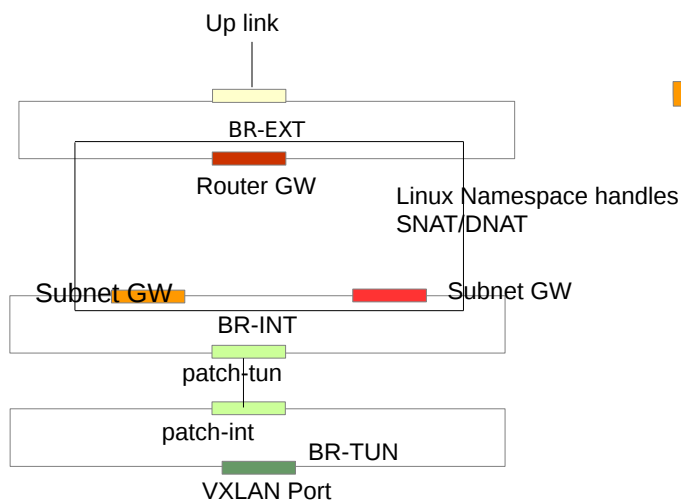 Up link
BR-EXT
Router GW
Linux Namespace handles
SNAT/DNAT
Subnet GW
Subnet GW
BR-INT
patch-tun
patch-int
BR-TUN
VXLAN Port